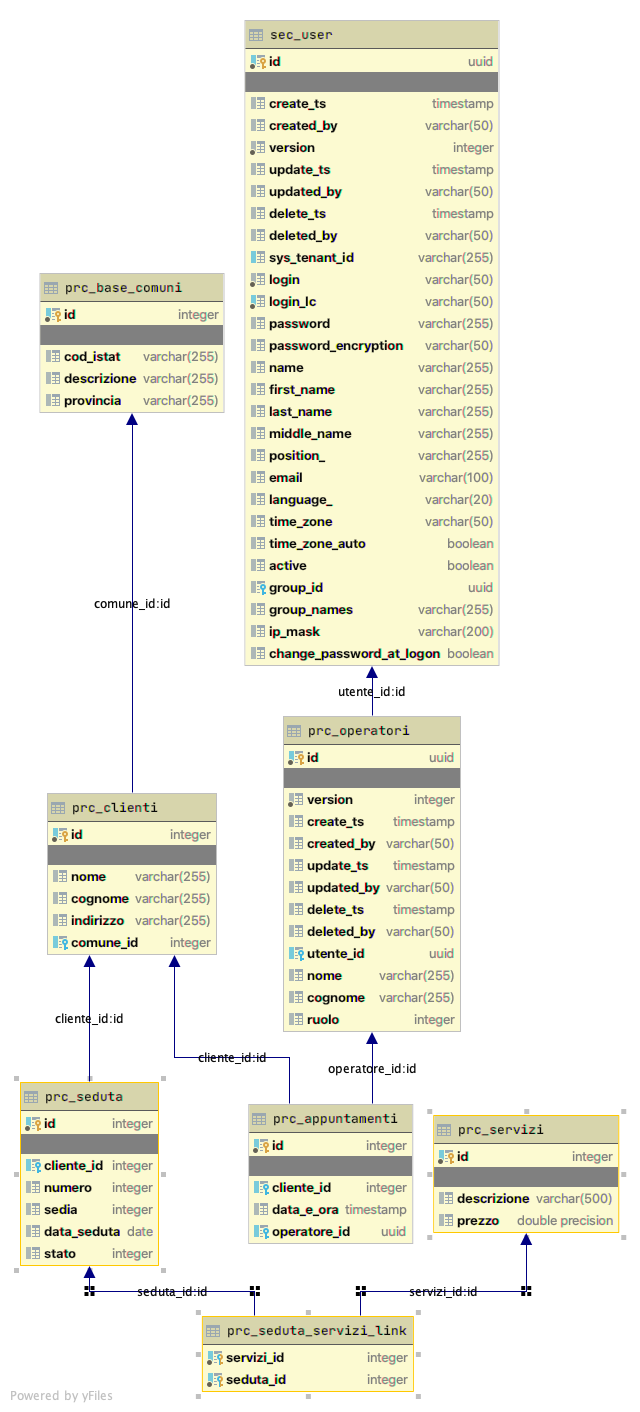 sec_user
id uuid
create_ts timestamp
created_by varchar(50)
version integer
update_ts timestamp
updated_by varchar(50)
delete_ts timestamp
deleted_by varchar(50)
sys_tenant_id varchar(255)
login varchar(50)
login_lc varchar(50)
password varchar(255)
password_encryption varchar(50)
name varchar(255)
first_name varchar(255)
last_name varchar(255)
middle_name varchar(255)
position_ varchar(255)
email varchar(100)
language_ varchar(20)
time_zone varchar(50)
time_zone_auto boolean
active boolean
group_id uuid
group_names varchar(255)
ip_mask varchar(200)
change_password_at_logon boolean
prc_base_comuni
id integer
cod_istat varchar(255)
descrizione varchar(255)
provincia varchar(255)
comune_id:id
utente_id:id
prc_operatori
id uuid
version integer
create_ts timestamp
created_by varchar(50)
update_ts timestamp
updated_by varchar(50)
delete_ts timestamp
deleted_by varchar(50)
utente_id uuid
nome varchar(255)
cognome varchar(255)
ruolo integer
prc_clienti
id integer
nome varchar(255)
cognome varchar(255)
indirizzo varchar(255)
comune_id integer
cliente_id:id
cliente_id:id
operatore_id:id
prc_seduta
id integer
cliente_id integer
numero integer
sedia integer
data_seduta date
stato integer
prc_appuntamenti
id integer
cliente_id integer
data_e_ora timestamp
operatore_id uuid
prc_servizi
id integer
descrizione varchar(500)
prezzo double precision
seduta_id:id
servizi_id:id
prc_seduta_servizi_link
servizi_id integer
seduta_id integer
Powered by yFiles